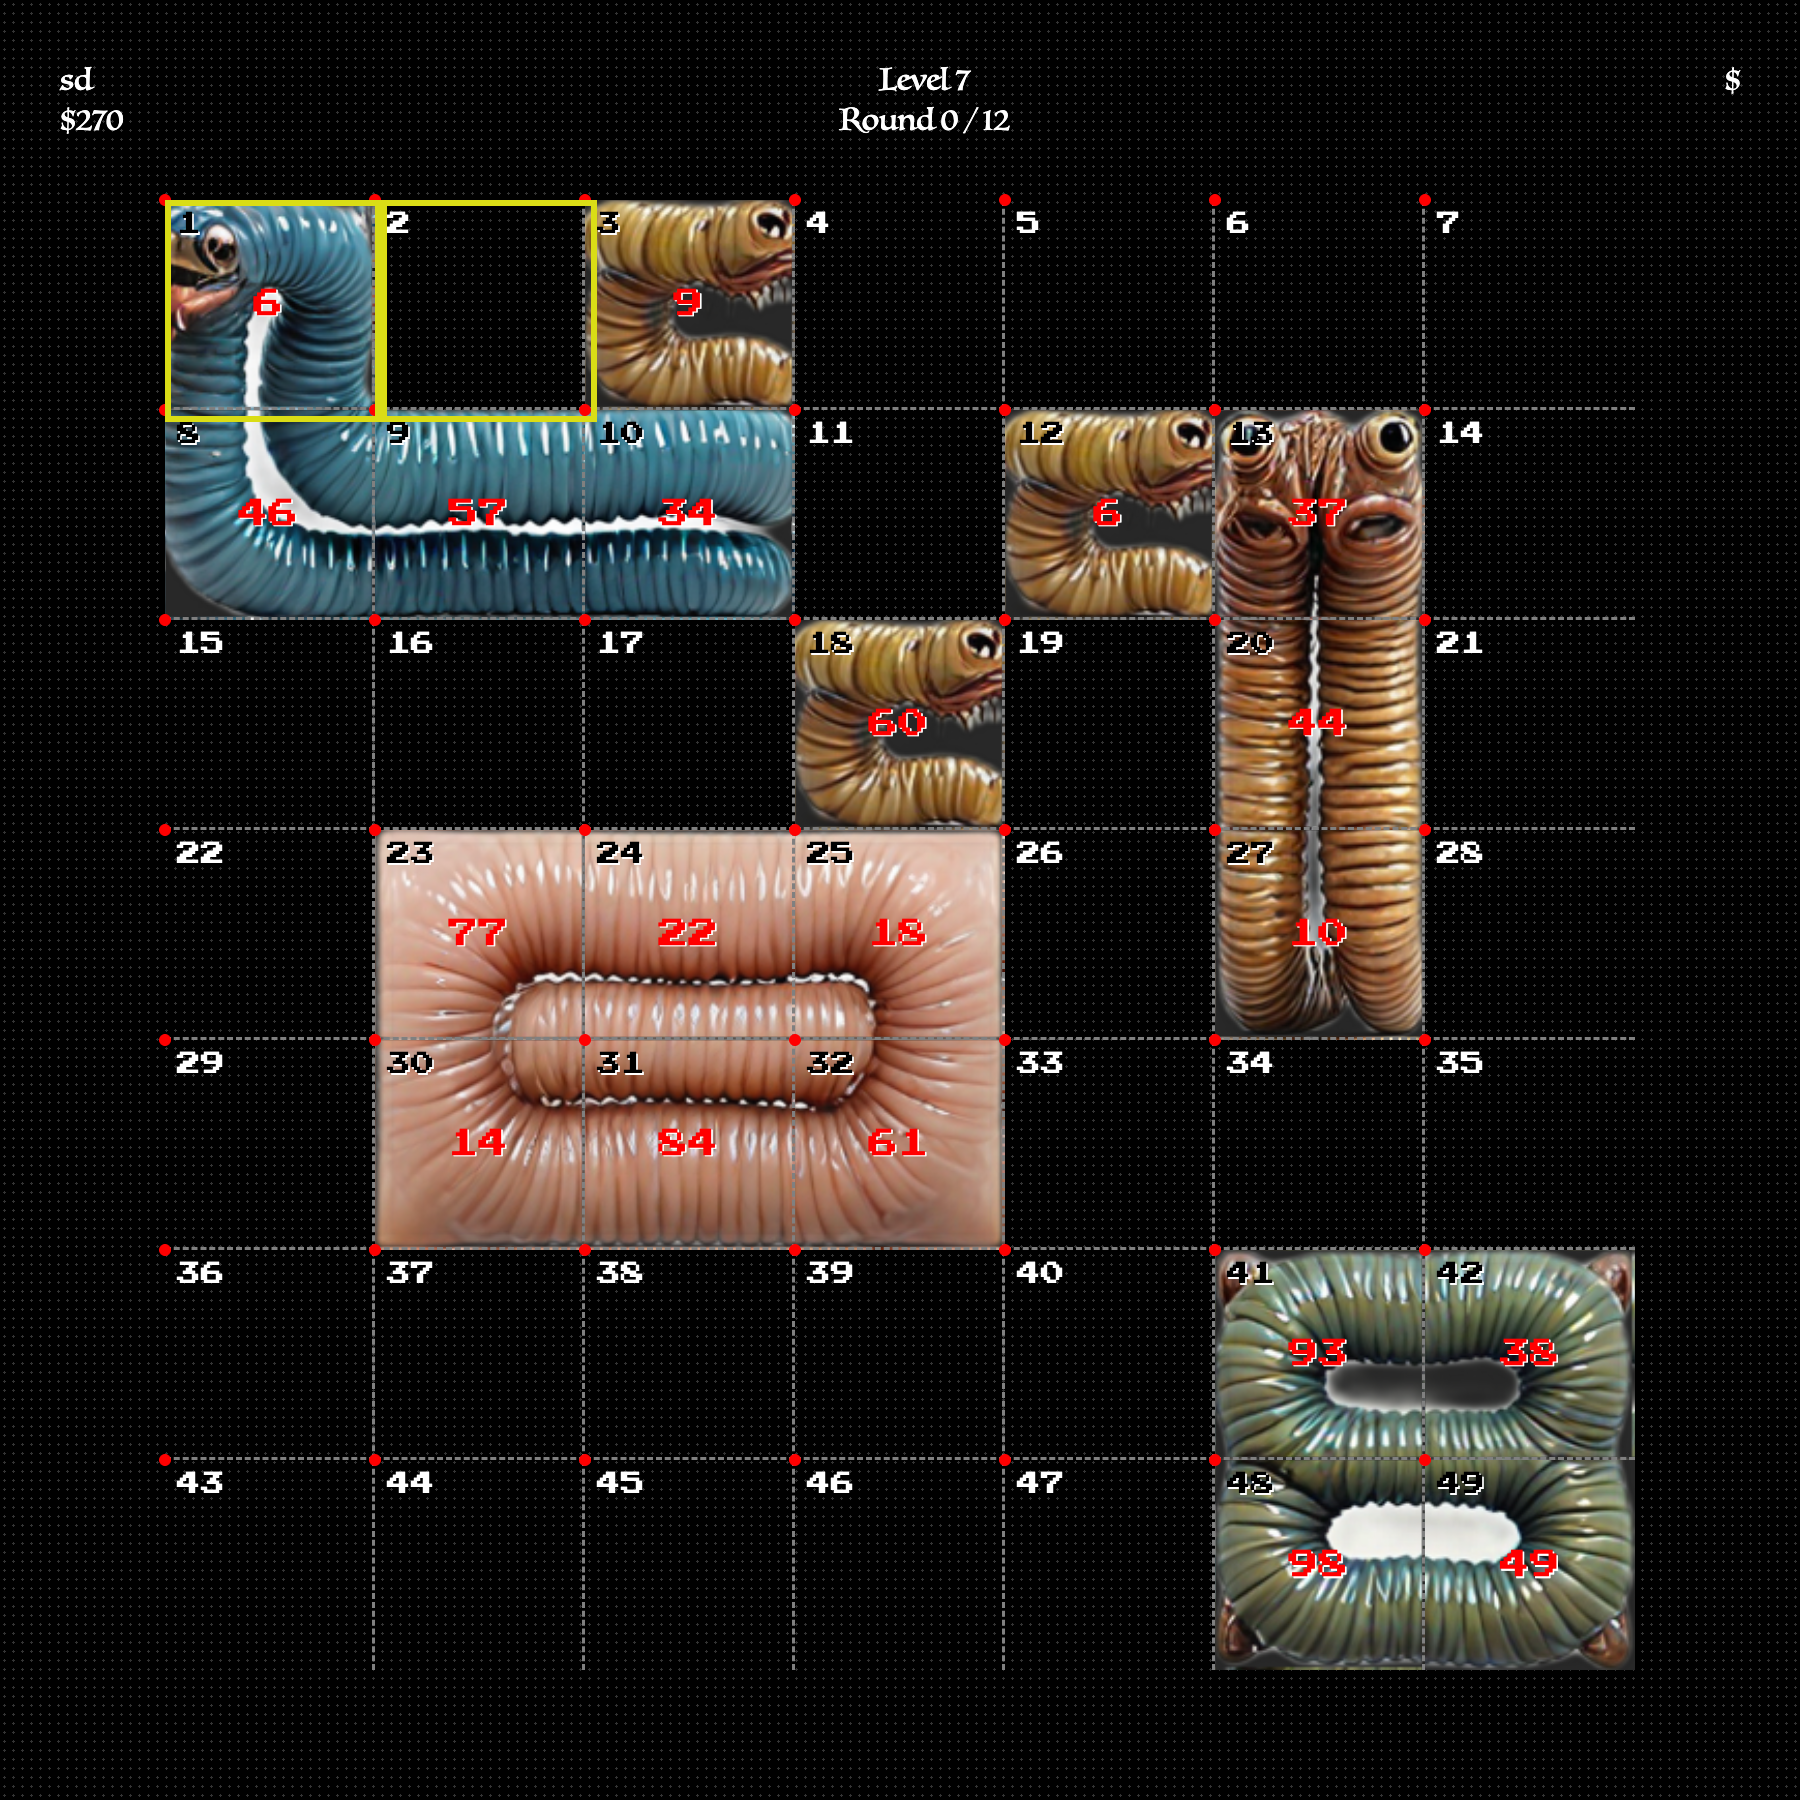 sd Level 7 $
$270 Round 0 / 12
1 2 3 4 5 6 7
6 9
8 9 10 11 12 13 14
46 57 34 6 37
15 16 17 18 19 20 21
60 44
22 23 24 25 26 27 28
77 22 18 10
29 30 31 32 33 34 35
14 84 61
36 37 38 39 40 41 42
93 38
43 44 45 46 47 48 49
98 49